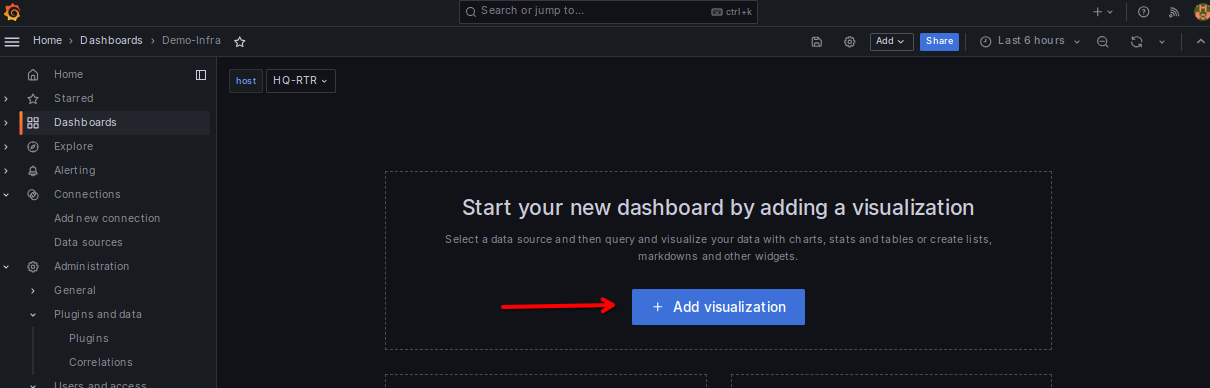 Search or jump to...
ctrl+k
Home › Dashboards › Demo-Infra
Add
Share
Last 6 hours
Home
Starred
Dashboards
Explore
Alerting
Connections
Add new connection
Data sources
Administration
General
Plugins and data
Plugins
Correlations
Users and access
host
HQ-RTR
Start your new dashboard by adding a visualization
Select a data source and then query and visualize your data with charts, stats and tables or create lists,
markdowns and other widgets.
+ Add visualization